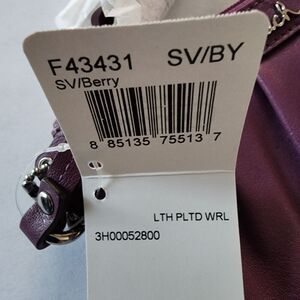 F43431 SV/BY
SV/Berry
8 85135 75513 7
LTH PLTD WRL
3H00052800